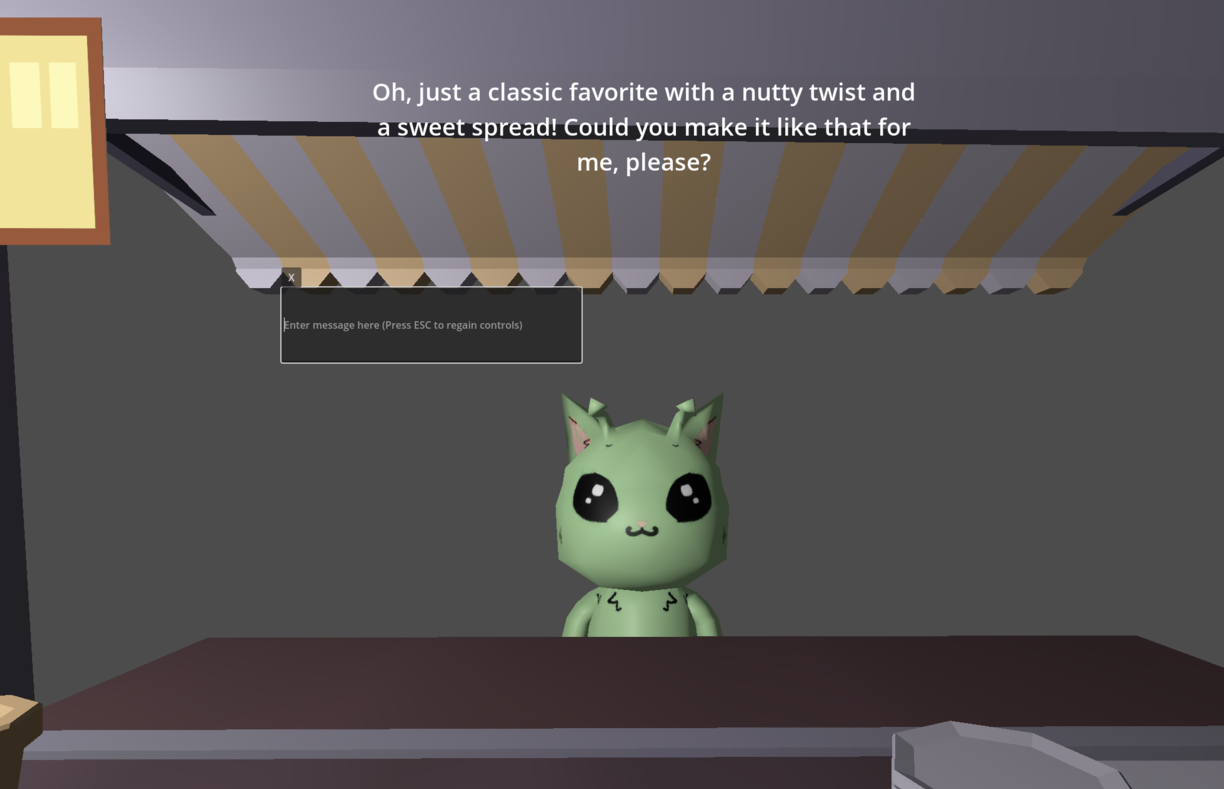 Oh, just a classic favorite with a nutty twist and
a sweet spread! Could you make it like that for
me, please?
X
Enter message here (Press ESC to regain controls)